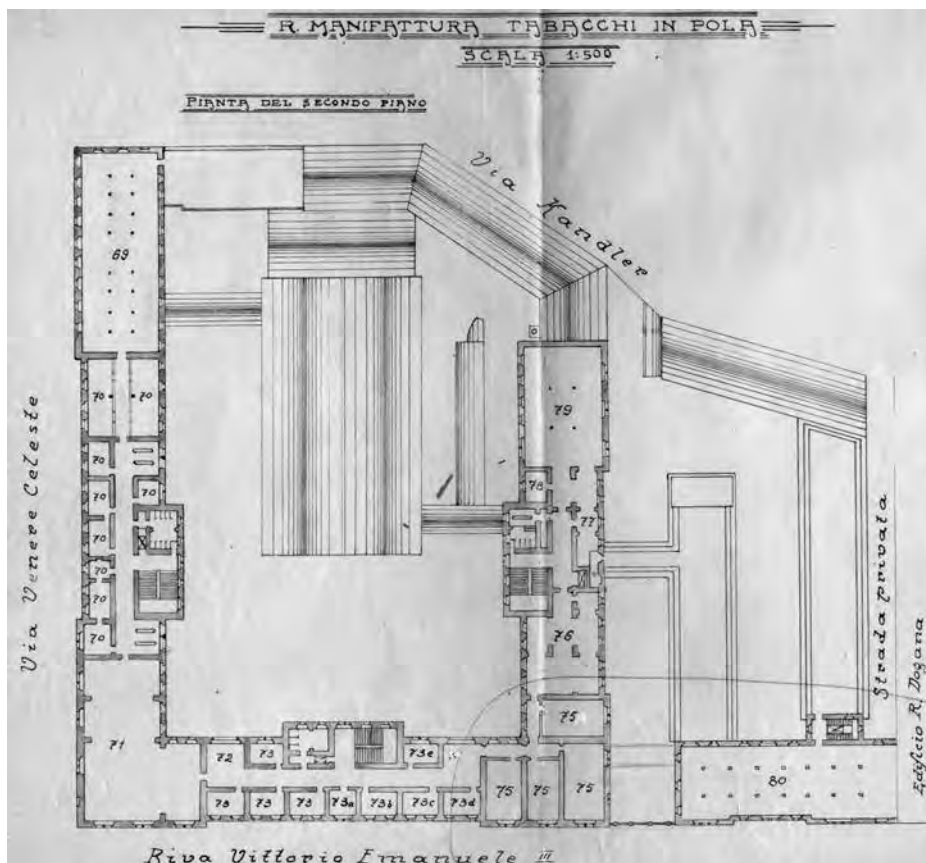 R. MANIFATTURA TABACCHI IN POLA
SCALA 1:500
PIANTA DEL SECONDO PIANO
Via Kandler
69
70 70
79
70
70 70
78
77
70
70
70
76
70
75
71
72 73 73e
73 73 73 73a 73b 73c 73d 75 75 75
80
Via Venere Celeste
Strada privata
Edificio R. Dogana
Riva Vittorio Emanuele III